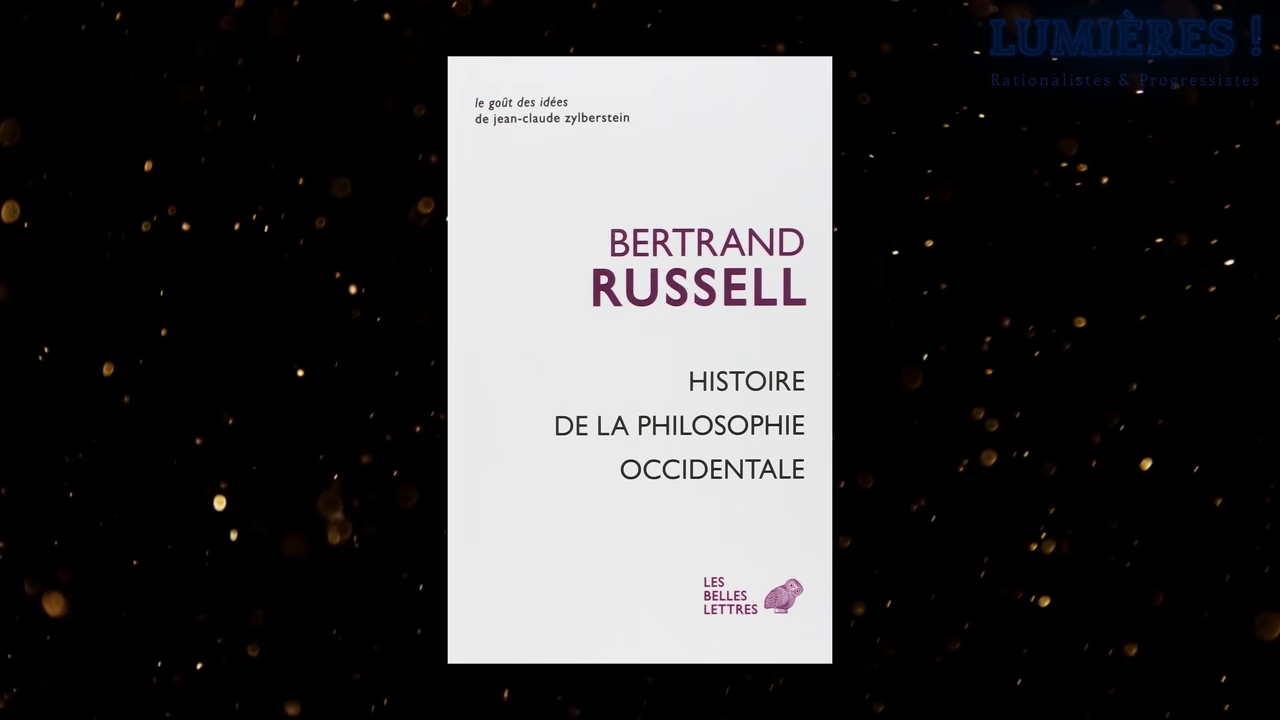 LUMIÈRES !
Rationalistes & Progressistes
le goût des idées
de jean-claude zylberstein
BERTRAND
RUSSELL
HISTOIRE
DE LA PHILOSOPHIE
OCCIDENTALE
LES
BELLES
LETTRES